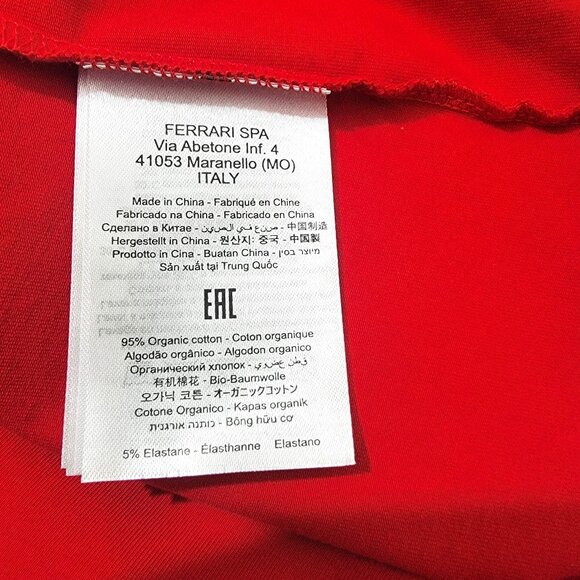 FERRARI SPA
Via Abetone Inf. 4
41053 Maranello (MO)
ITALY
Made in China - Fabriqué en Chine
Fabricado na China - Fabricado en China
Сделано в Китае - صنع في الصين - 中国制造
Hergestellt in China - 원산지: 중국 - 中国製
Prodotto in Cina - Buatan China - מיוצר בסין
Sản xuất tại Trung Quốc
EAC
95% Organic cotton - Coton organique
Algodão orgânico - Algodon organico
Органический хлопок - قطن عضوي
有机棉花 - Bio-Baumwolle
오가닉 코튼 - オーガニックコットン
Cotone Organico - Kapas organik
כותנה אורגנית - Bông hữu cơ
5% Elastane - Élasthanne Elastano